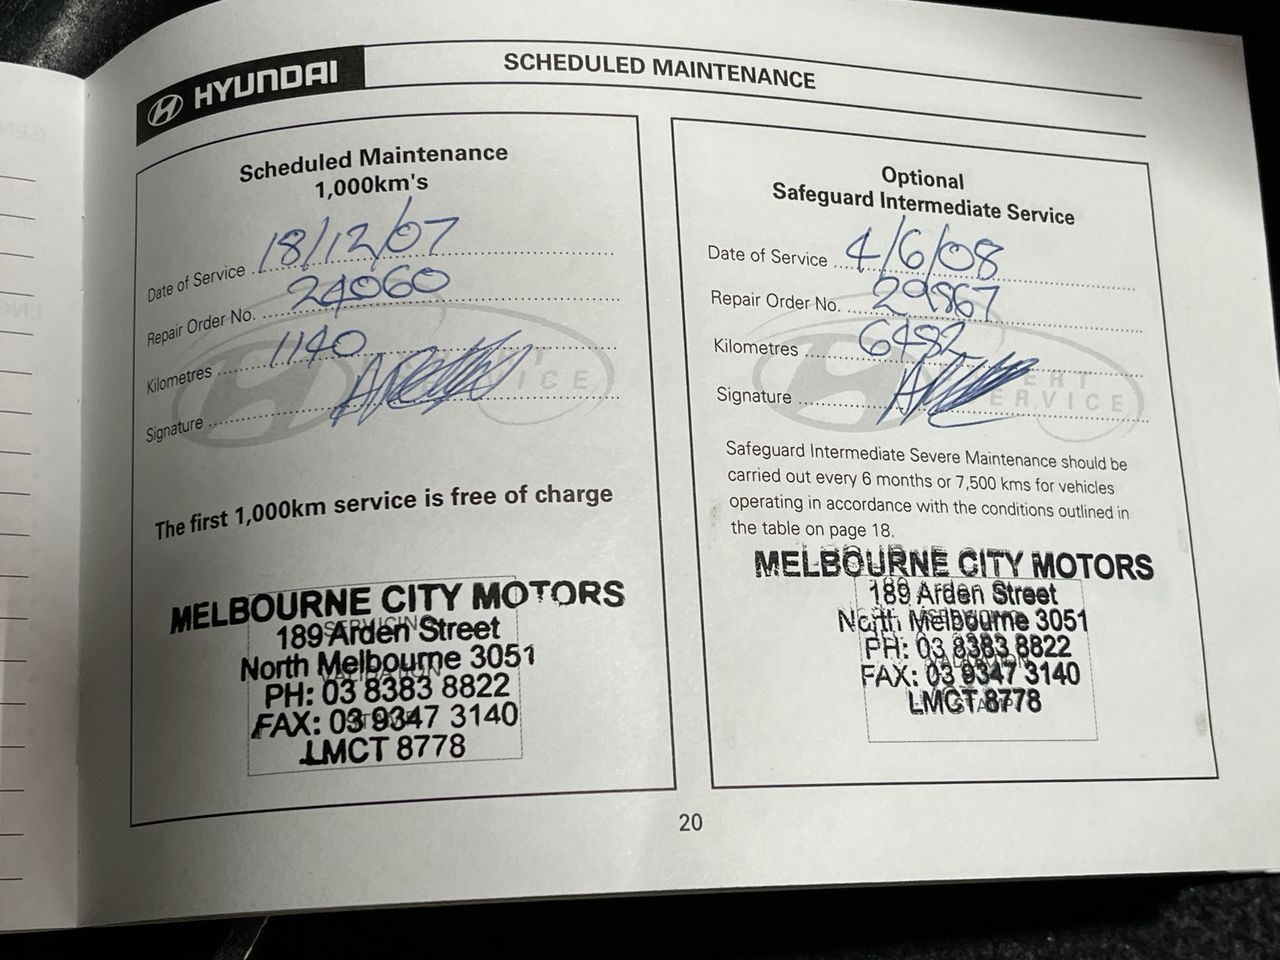 HYUNDAI
SCHEDULED MAINTENANCE
Scheduled Maintenance
1,000km's
Date of Service 18/12/07
Repair Order No. 24060
Kilometres 1140
Signature
The first 1,000km service is free of charge
MELBOURNE CITY MOTORS
189 Arden Street
North Melbourne 3051
PH: 03 8383 8822
FAX: 03 9347 3140
LMCT 8778
Optional
Safeguard Intermediate Service
Date of Service 4/6/08
Repair Order No. 29867
Kilometres 6482
Signature
EXPERT
SERVICE
Safeguard Intermediate Severe Maintenance should be
carried out every 6 months or 7,500 kms for vehicles
operating in accordance with the conditions outlined in
the table on page 18.
MELBOURNE CITY MOTORS
189 Arden Street
North Melbourne 3051
PH: 03 8383 8822
FAX: 03 9347 3140
LMCT 8778
20